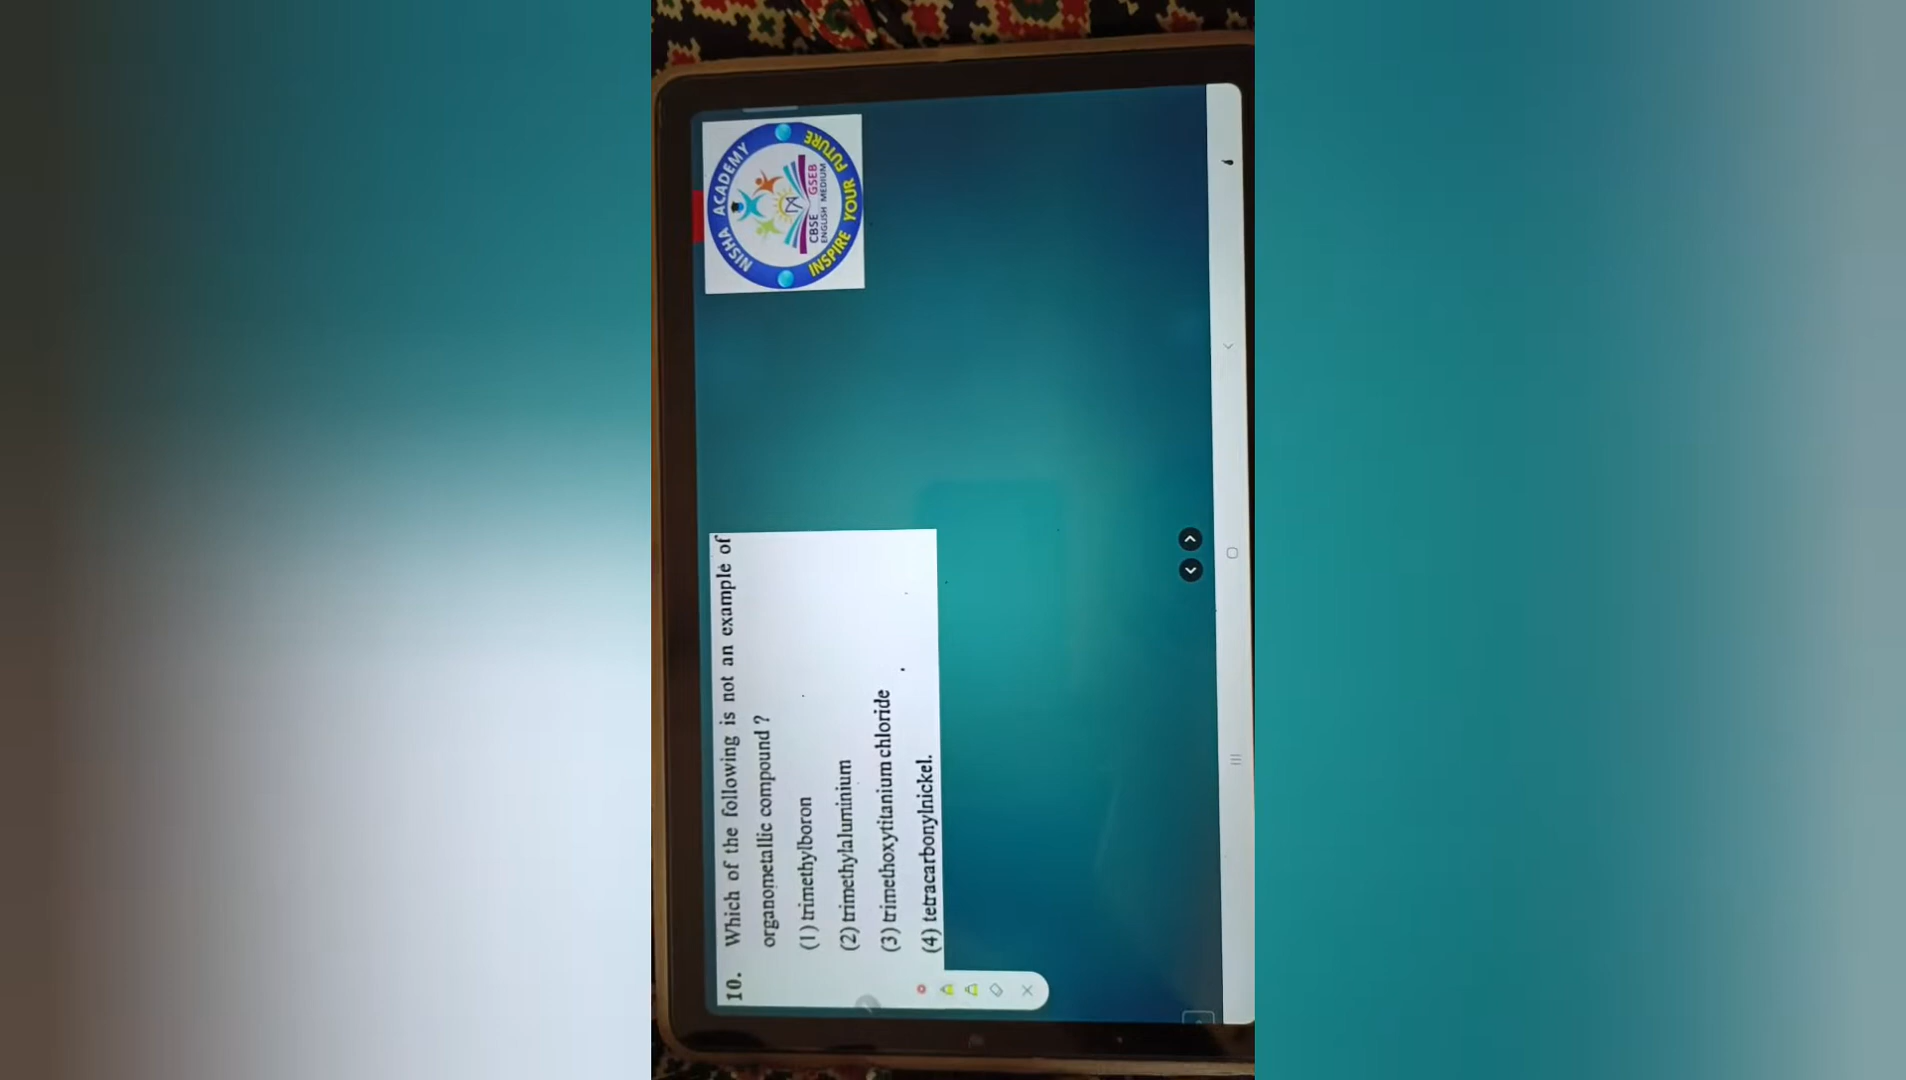 NISHA ACADEMY
CBSE GSEB
ENGLISH MEDIUM
INSPIRE YOUR FUTURE
10. Which of the following is not an example of
organometallic compound ?
(1) trimethylboron
(2) trimethylaluminium
(3) trimethoxytitanium chloride
(4) tetracarbonylnickel.